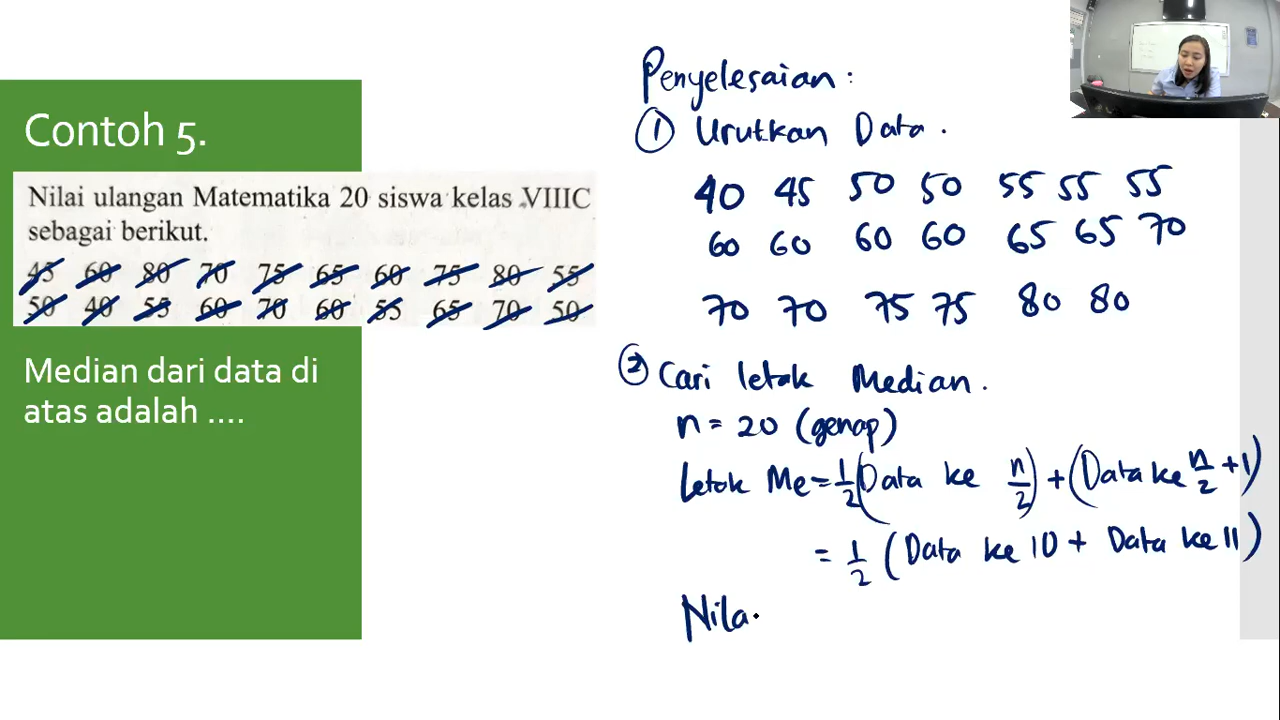 Contoh 5.
Nilai ulangan Matematika 20 siswa kelas VIIIC
sebagai berikut.
45 60 80 70 75 65 60 75 80 55
50 40 55 60 70 60 55 65 70 50
Median dari data di
atas adalah ....
Penyelesaian :
① Urutkan Data .
40 45 50 50 55 55 55
60 60 60 60 65 65 70
70 70 75 75 80 80
② Cari letak Median .
n = 20 (genap)
Letak Me = 1/2 (Data ke n/2) + (Data ke n/2 + 1)
= 1/2 (Data ke 10 + Data ke 11)
Nila